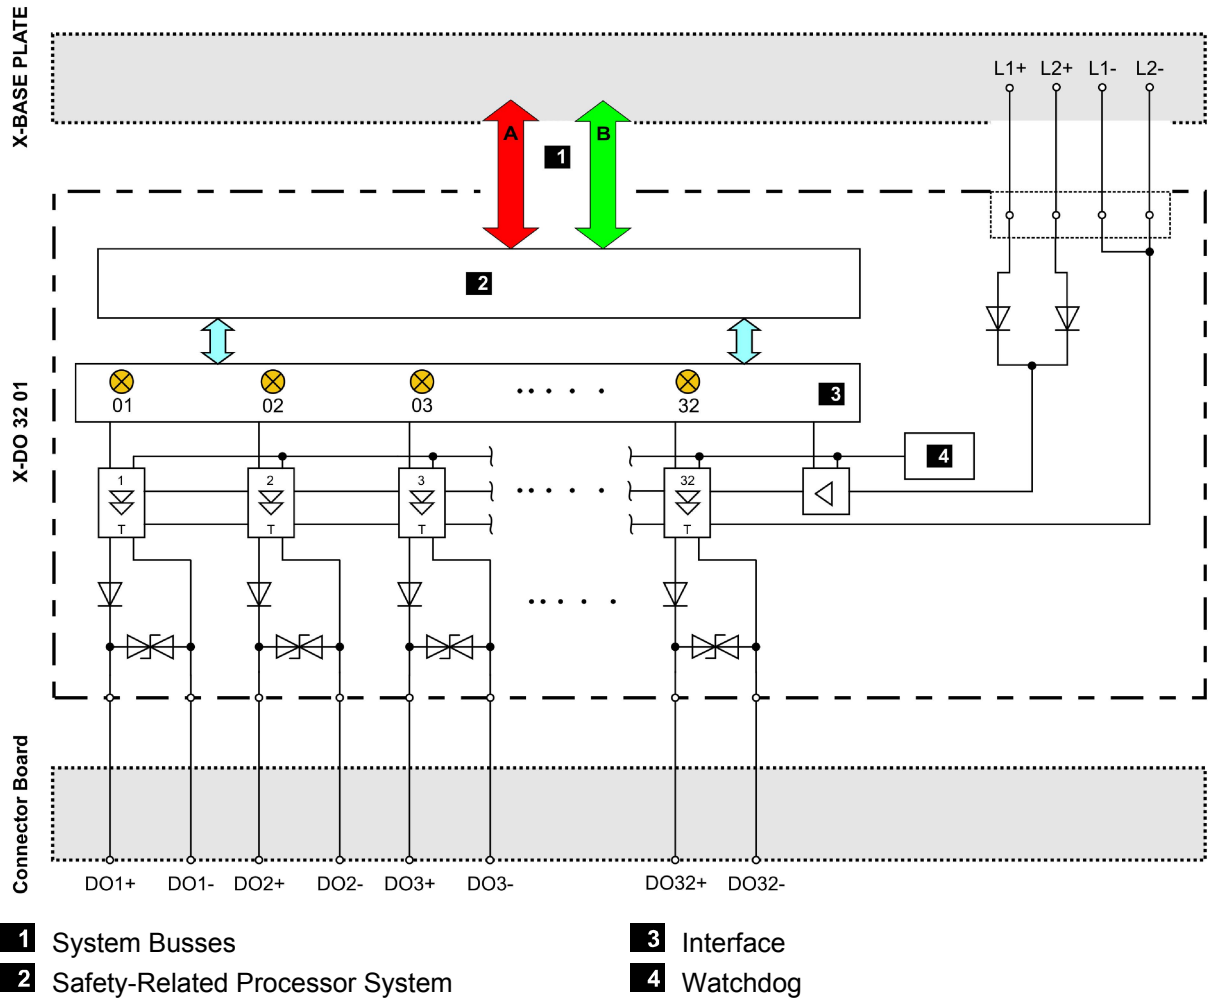 X-BASE PLATE
L1+ L2+ L1- L2-
A B
1
2
X-DO 32 01
01 02 03 32
3
4
1 2 3 32
T T T T
Connector Board
DO1+ DO1- DO2+ DO2- DO3+ DO3- DO32+ DO32-
1 System Busses
3 Interface
2 Safety-Related Processor System
4 Watchdog